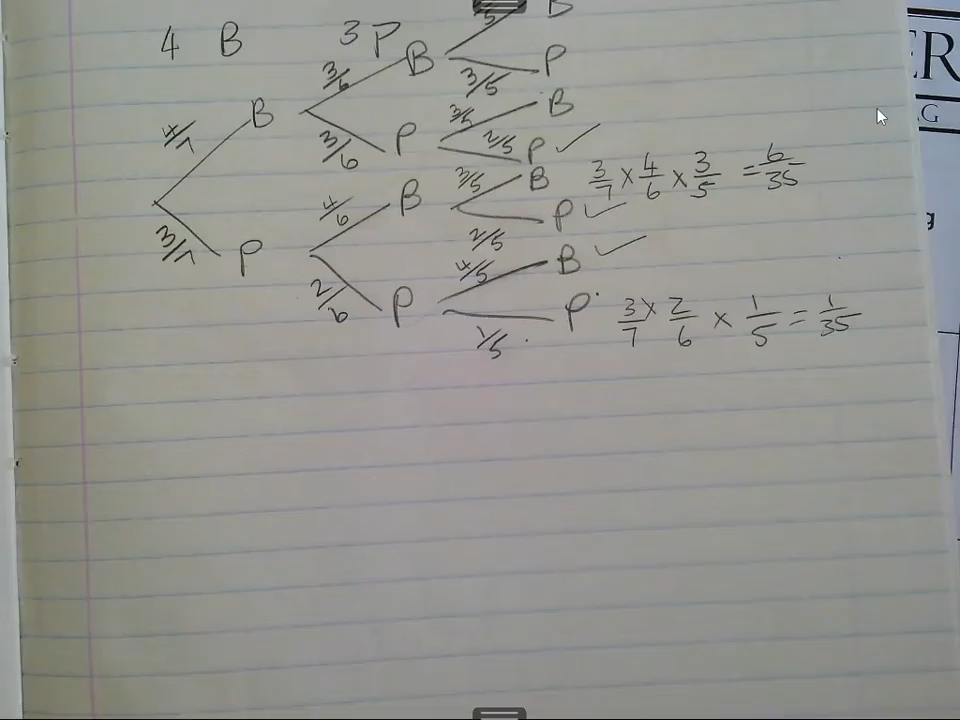 4 B 3P
5 B
B
3/6
3/5 P
B
4/7
3/6 P
3/5 B
2/5 P ✓
3/5 B
3/7 × 4/6 × 3/5 = 6/35
4/6 B
P ✓
2/5
3/7 P
4/5 B ✓
2/6 P
P
3/7 × 2/6 × 1/5 = 1/35
1/5
ER
G
g